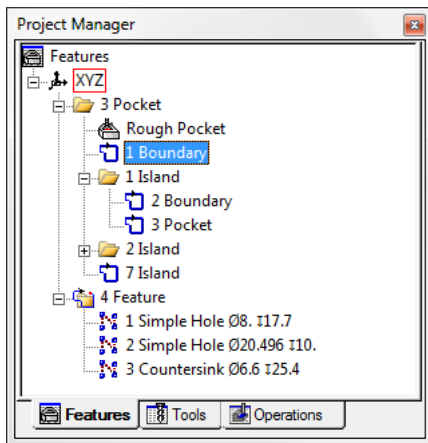 Project Manager
Features
XYZ
3 Pocket
Rough Pocket
1 Boundary
1 Island
2 Boundary
3 Pocket
2 Island
7 Island
4 Feature
1 Simple Hole Ø8. ↧17.7
2 Simple Hole Ø20.496 ↧10.
3 Countersink Ø6.6 ↧25.4
Features Tools Operations